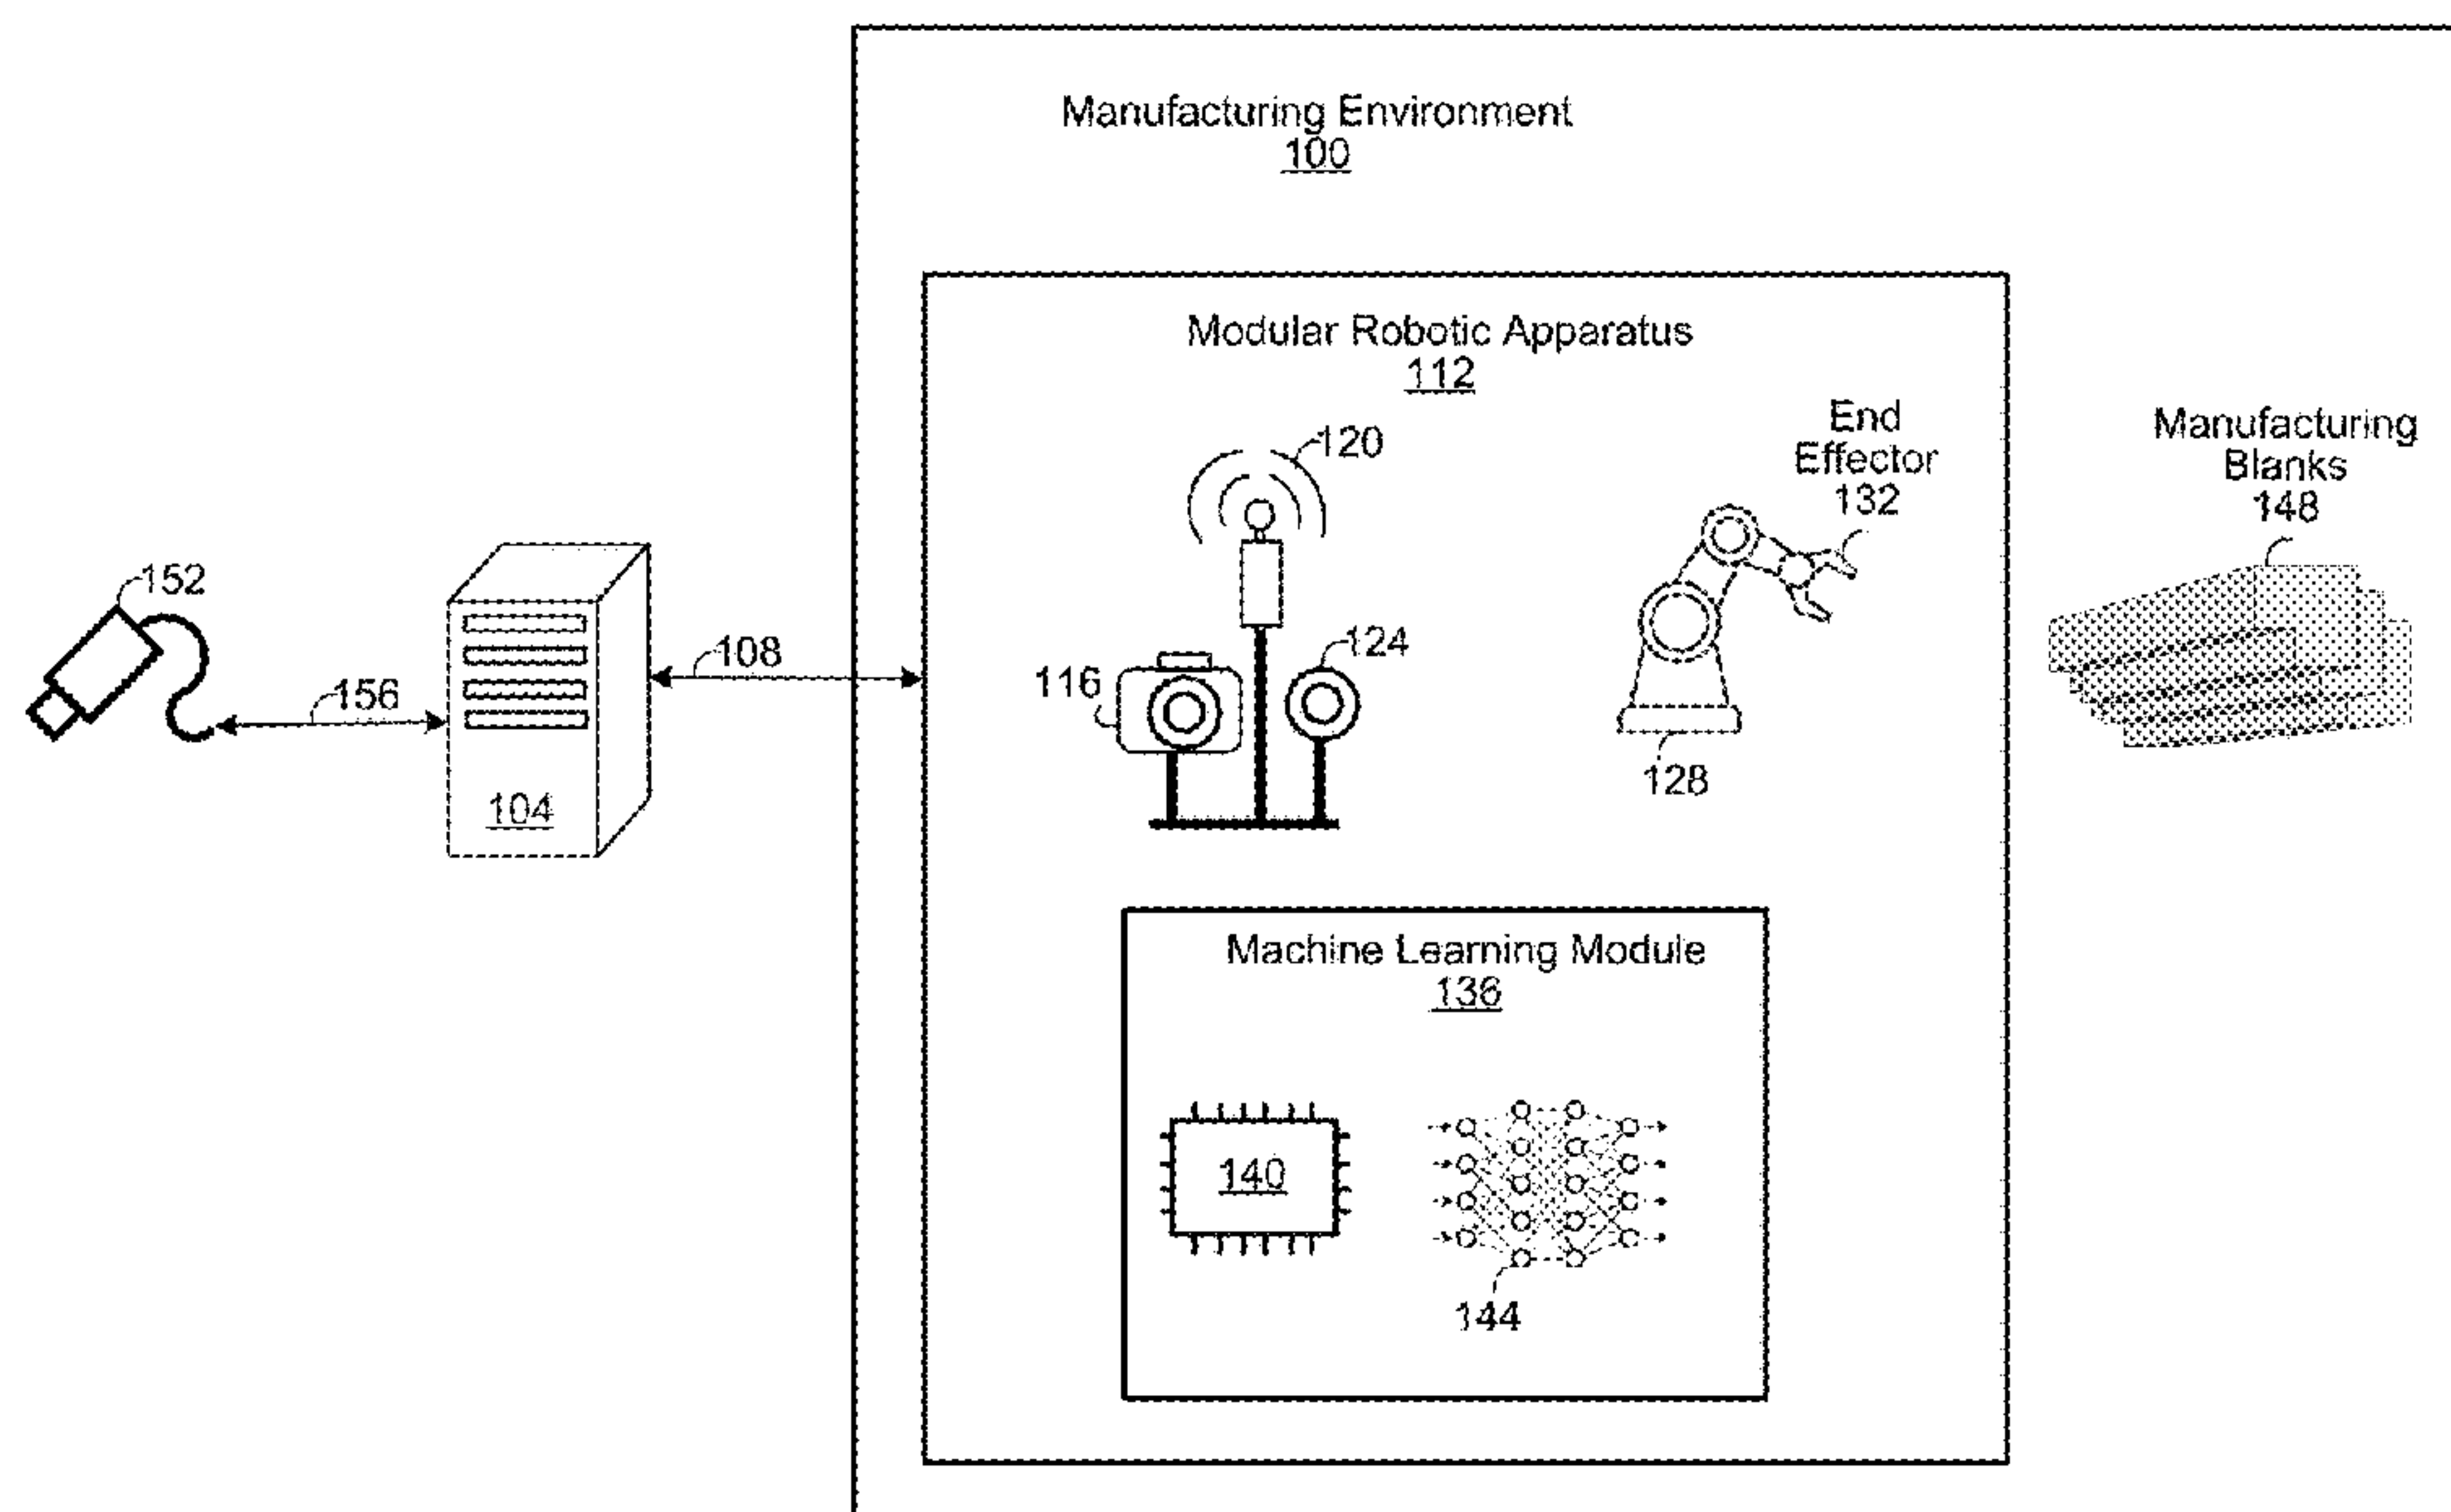 Manufacturing Environment
100
Modular Robotic Apparatus
112
120
End
Effector
132
Manufacturing
Blanks
148
152
156
104
108
116
124
128
Machine Learning Module
136
140
144